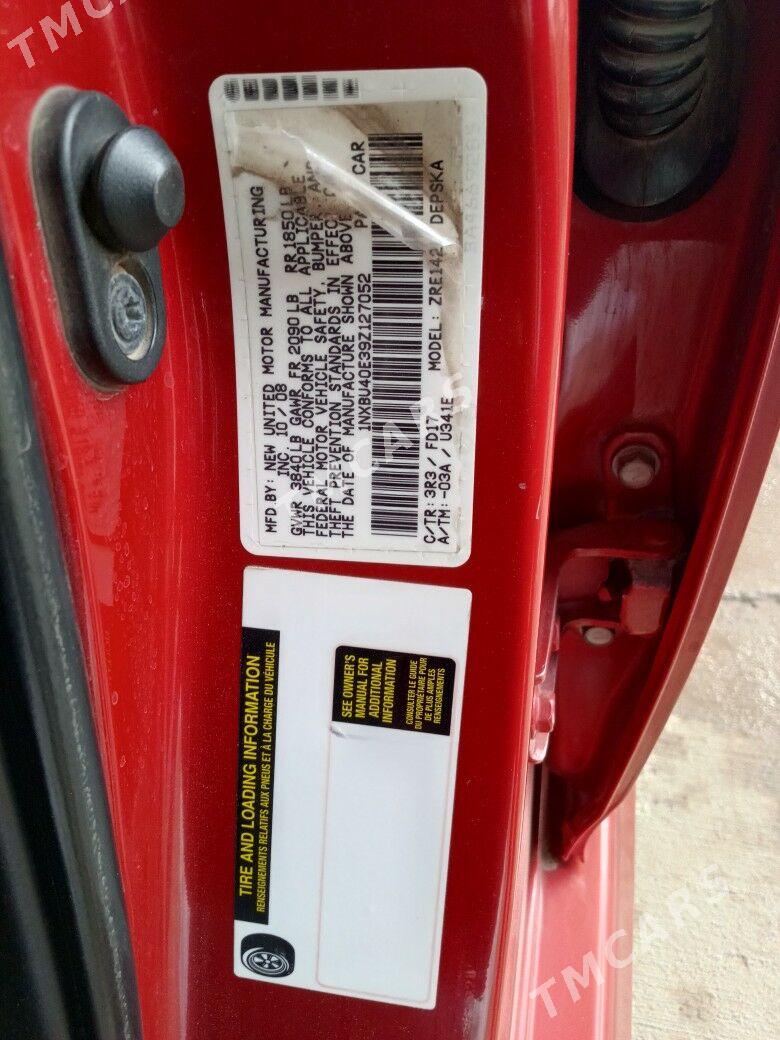 TMCARS
MFD BY: NEW UNITED MOTOR MANUFACTURING
INC. 10/08
GVWR 3840LB GAWR FR 2090LB RR 1850LB
THIS VEHICLE CONFORMS TO ALL APPLICABLE
FEDERAL MOTOR VEHICLE SAFETY, BUMPER, AND
THEFT PREVENTION STANDARDS IN EFFECT
THE DATE OF MANUFACTURE SHOWN ABOVE
CAR
1NXBU40E39Z127052
MODEL: ZRE142 DEPSKA
C/TR: 3R3/FD17
A/TM: -03A/U341E
TMCARS
TIRE AND LOADING INFORMATION
RENSEIGNEMENTS RELATIFS AUX PNEUS ET À LA CHARGE DU VÉHICULE
SEE OWNER'S
MANUAL FOR
ADDITIONAL
INFORMATION
CONSULTER LE GUIDE
DU PROPRIÉTAIRE POUR
DE PLUS AMPLES
RENSEIGNEMENTS
TMCARS